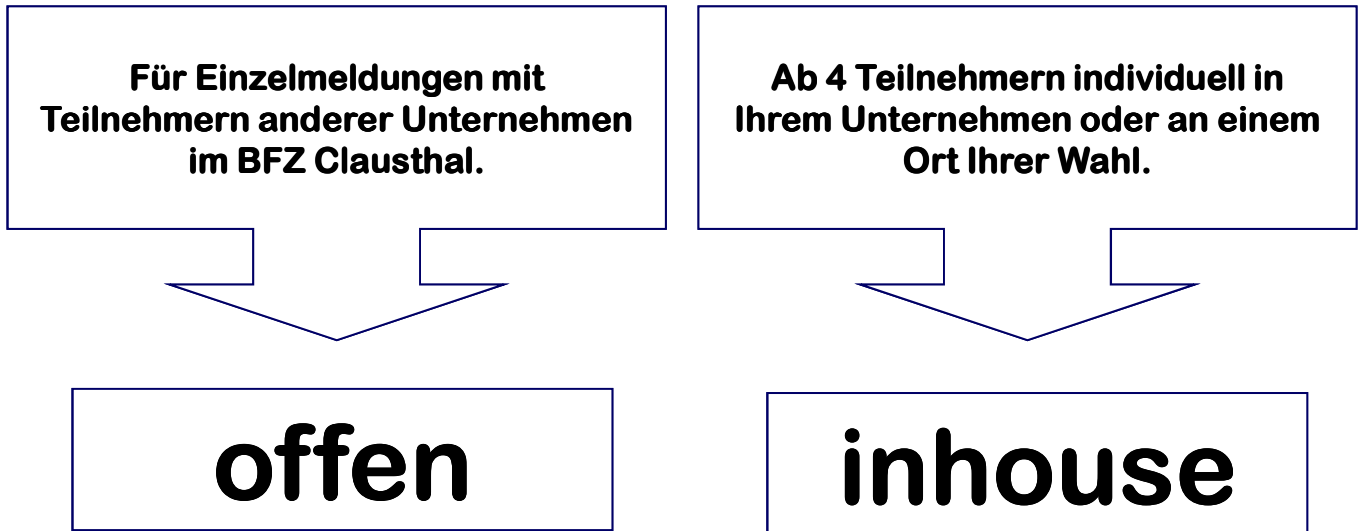 Für Einzelmeldungen mit
Teilnehmern anderer Unternehmen
im BFZ Clausthal.
Ab 4 Teilnehmern individuell in
Ihrem Unternehmen oder an einem
Ort Ihrer Wahl.
offen
inhouse